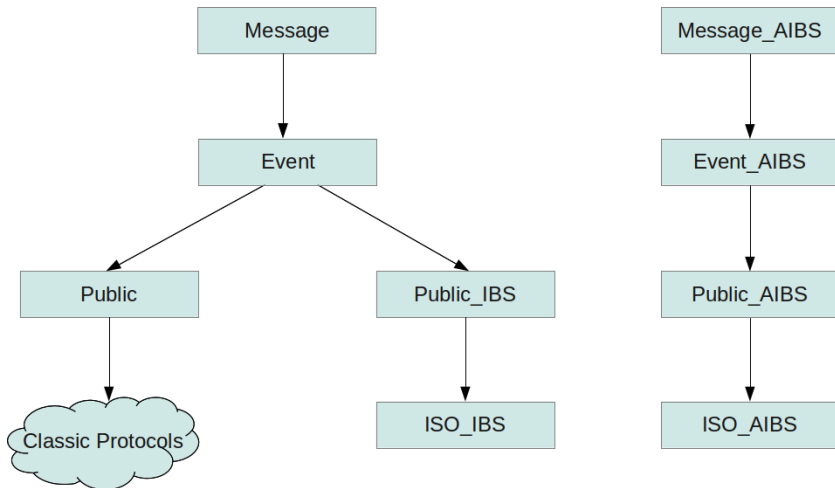 Message
Message_AIBS
Event
Event_AIBS
Public
Public_IBS
Public_AIBS
Classic Protocols
ISO_IBS
ISO_AIBS